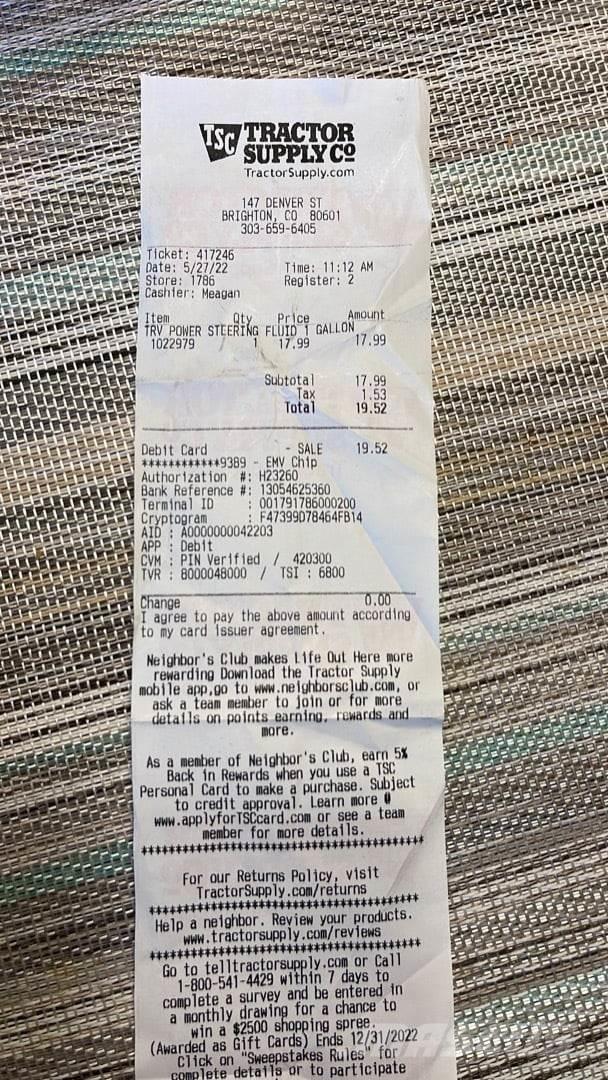 TSC TRACTOR
SUPPLY CO
TractorSupply.com
147 DENVER ST
BRIGHTON, CO 80601
303-659-6405
Ticket: 417246
Date: 5/27/22 Time: 11:12 AM
Store: 1786 Register: 2
Cashier: Meagan
Item Qty Price Amount
TRV POWER STEERING FLUID 1 GALLON
1022979 1 17.99 17.99
Subtotal 17.99
Tax 1.53
Total 19.52
Debit Card - SALE 19.52
************9389 - EMV Chip
Authorization #: H23260
Bank Reference #: 13054625360
Terminal ID : 001791786000200
Cryptogram : F47399D78464FB14
AID : A0000000042203
APP : Debit
CVM : PIN Verified / 420300
TVR : 8000048000 / TSI : 6800
Change 0.00
I agree to pay the above amount according
to my card issuer agreement.
Neighbor's Club makes Life Out Here more
rewarding Download the Tractor Supply
mobile app,go to www.neighborsclub.com, or
ask a team member to join or for more
details on points earning, rewards and
more.
As a member of Neighbor's Club, earn 5%
Back in Rewards when you use a TSC
Personal Card to make a purchase. Subject
to credit approval. Learn more @
www.applyforTSCcard.com or see a team
member for more details.
******************************************
For our Returns Policy, visit
TractorSupply.com/returns
******************************************
Help a neighbor. Review your products.
www.tractorsupply.com/reviews
******************************************
Go to telltractorsupply.com or Call
1-800-541-4429 within 7 days to
complete a survey and be entered in
a monthly drawing for a chance to
win a $2500 shopping spree.
(Awarded as Gift Cards) Ends 12/31/2022
Click on "Sweepstakes Rules" for
complete details or to participate